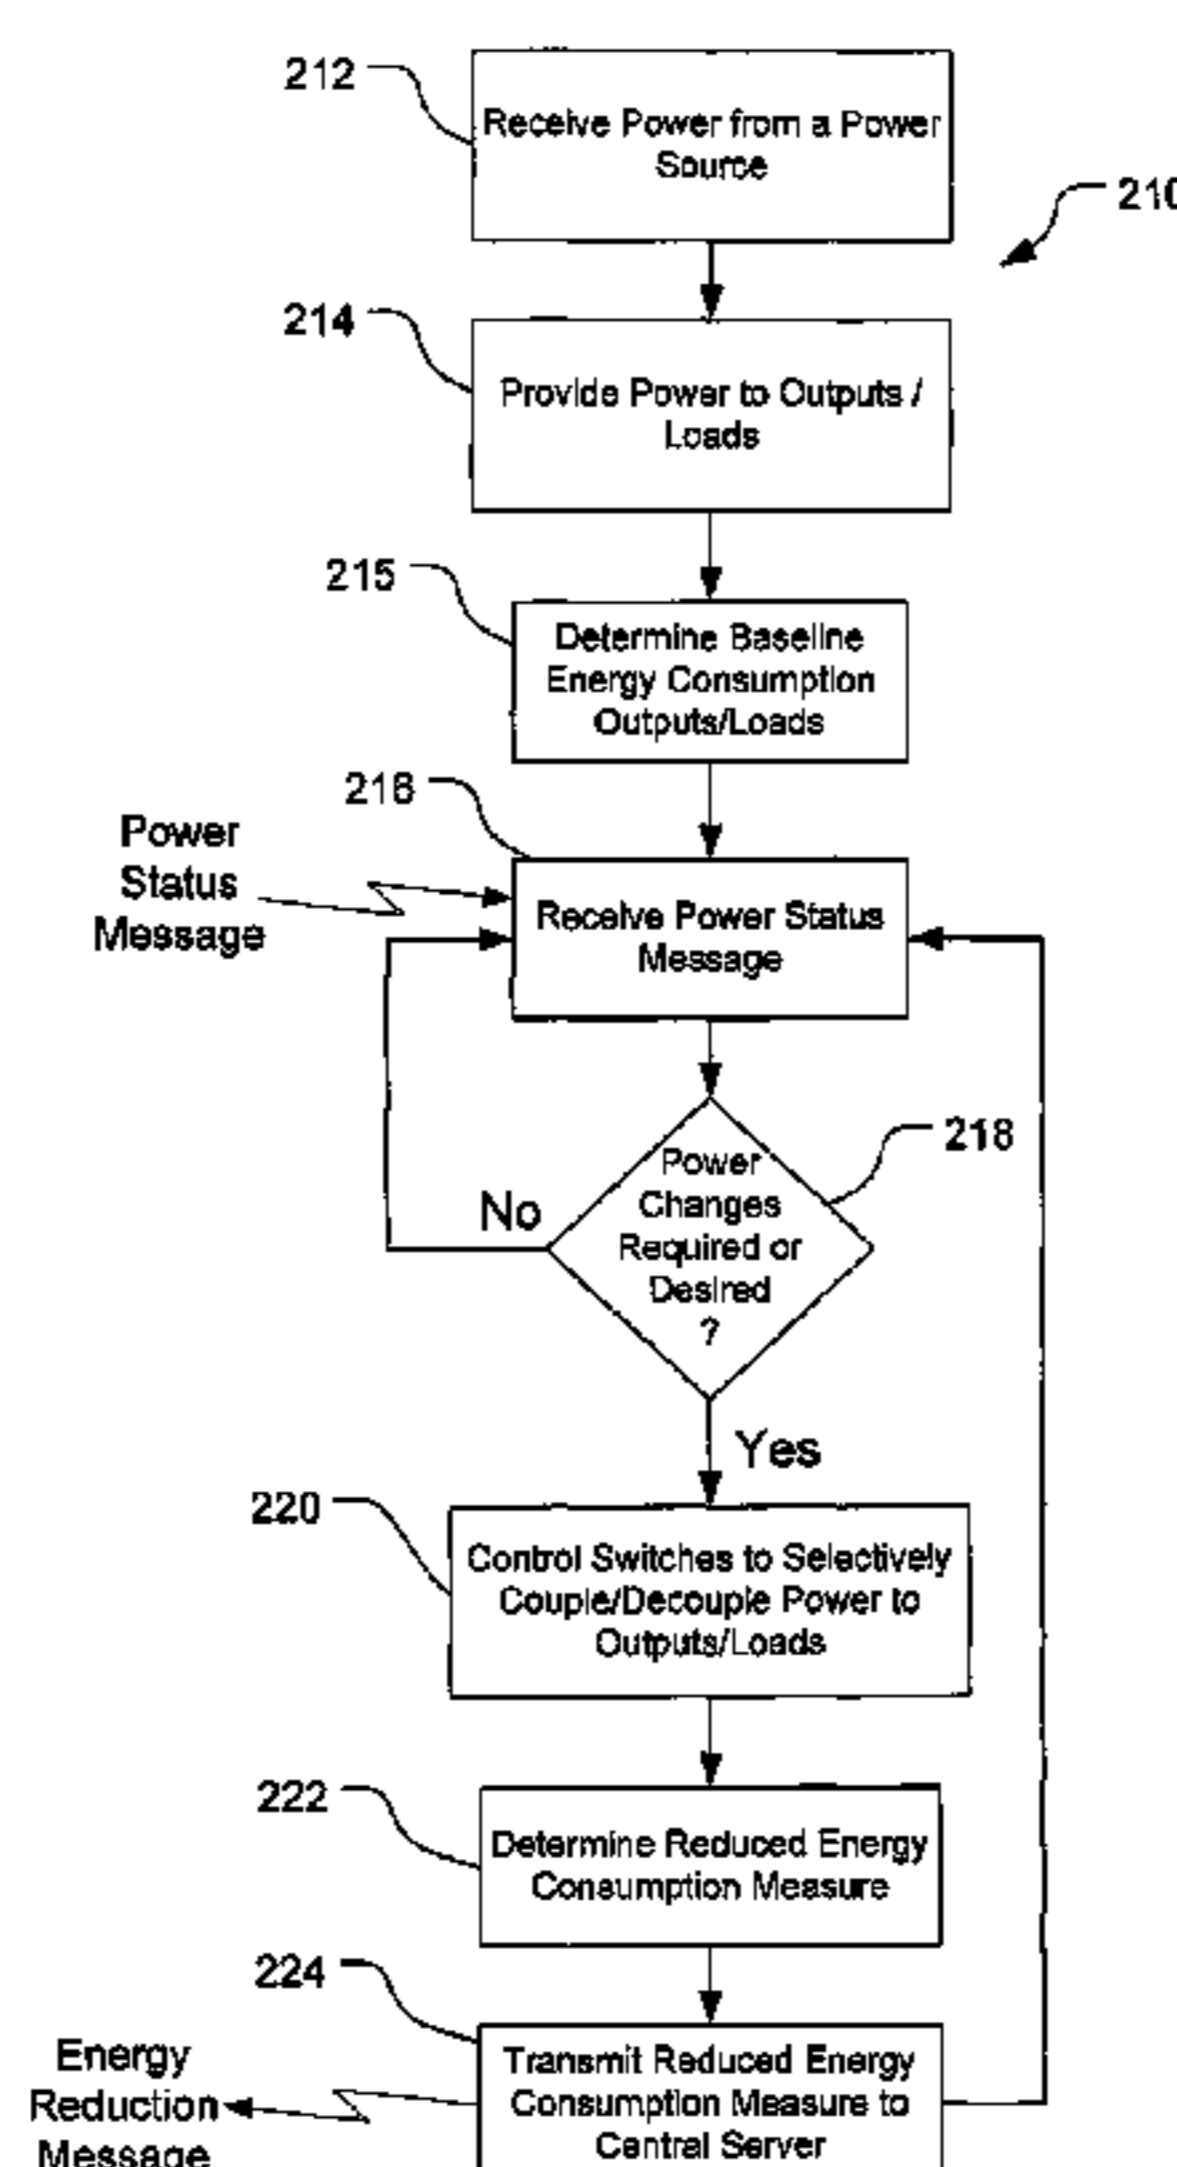 212
Receive Power from a Power
Source
210
214
Provide Power to Outputs /
Loads
215
Determine Baseline
Energy Consumption
Outputs/Loads
216
Power
Status
Message
Receive Power Status
Message
218
Power
Changes
Required or
Desired
?
No
Yes
220
Control Switches to Selectively
Couple/Decouple Power to
Outputs/Loads
222
Determine Reduced Energy
Consumption Measure
224
Energy
Reduction
Message
Transmit Reduced Energy
Consumption Measure to
Central Server